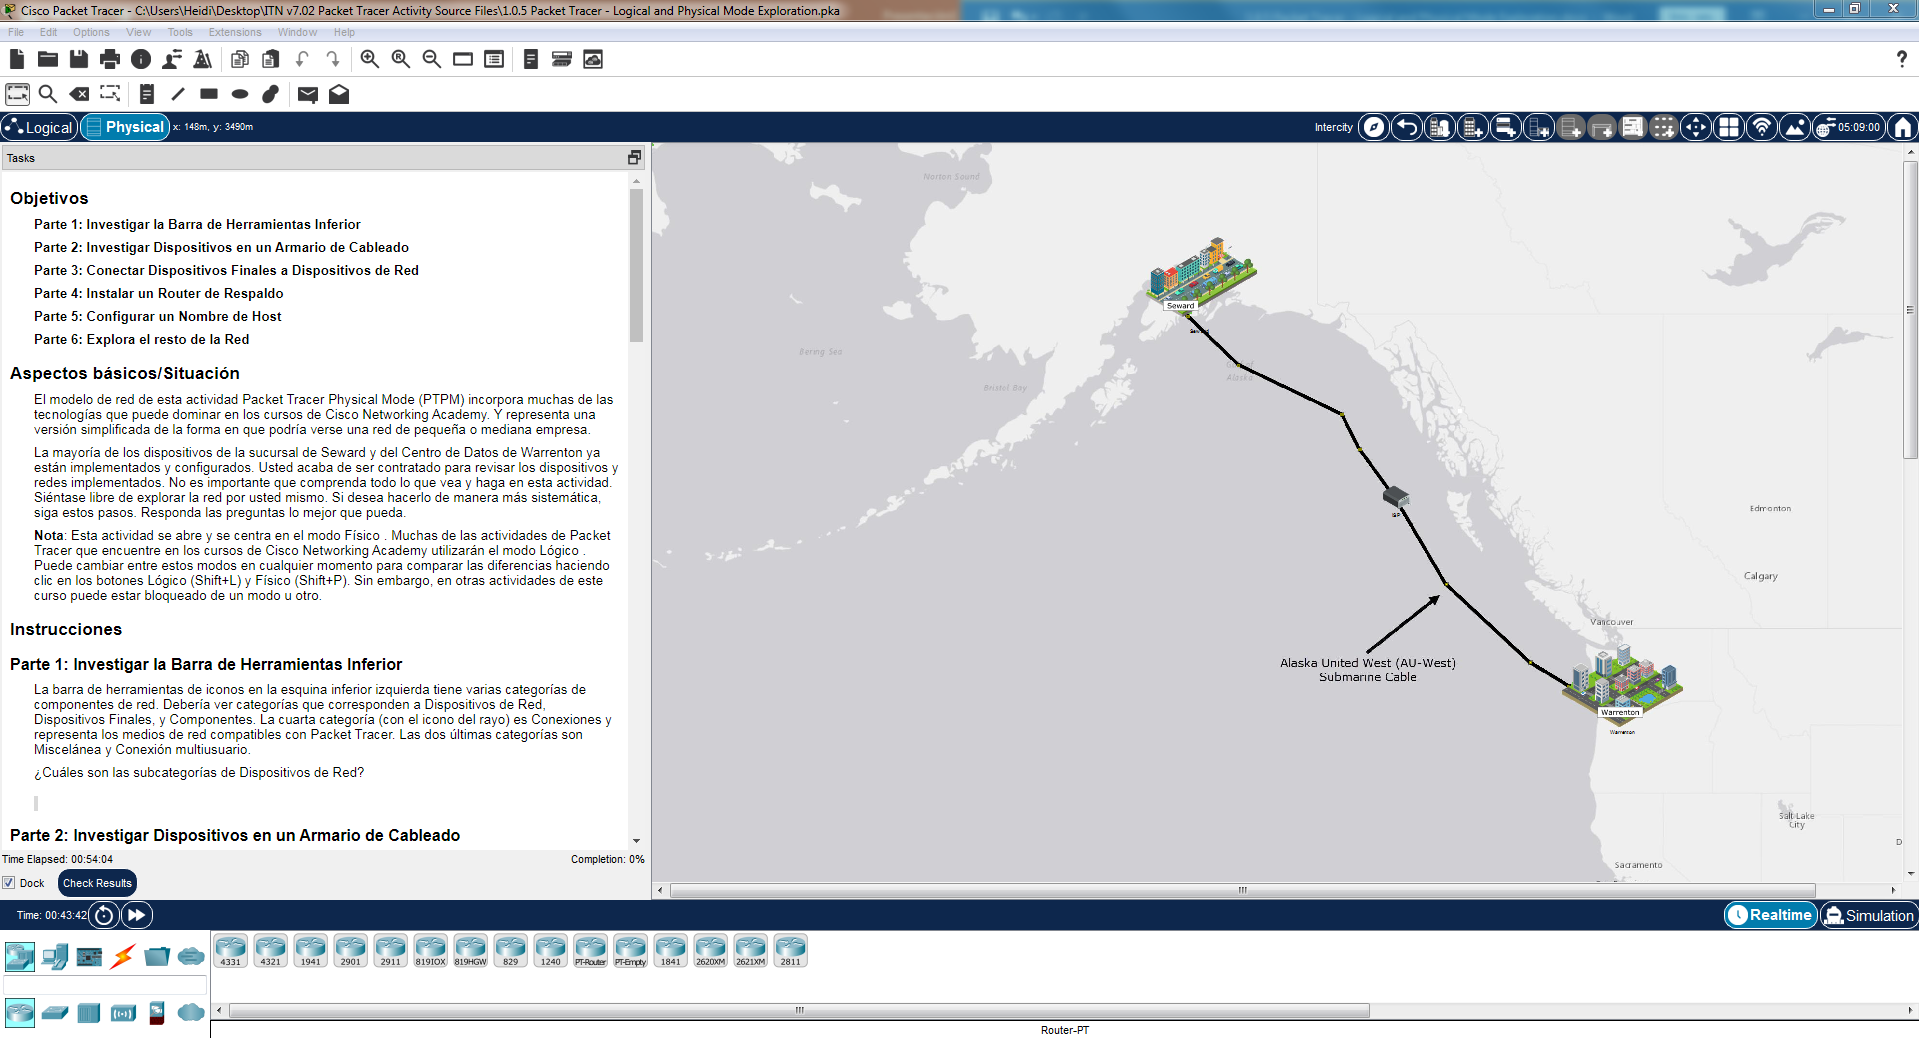 Cisco Packet Tracer - C:\Users\Heidi\Desktop\ITN v7.02 Packet Tracer Activity Source Files\1.0.5 Packet Tracer - Logical and Physical Mode Exploration.pka
File Edit Options View Tools Extensions Window Help
Logical Physical x: 148m, y: 3490m Intercity 05:09:00
Tasks
Objetivos
Parte 1: Investigar la Barra de Herramientas Inferior
Parte 2: Investigar Dispositivos en un Armario de Cableado
Parte 3: Conectar Dispositivos Finales a Dispositivos de Red
Parte 4: Instalar un Router de Respaldo
Parte 5: Configurar un Nombre de Host
Parte 6: Explora el resto de la Red
Aspectos básicos/Situación
El modelo de red de esta actividad Packet Tracer Physical Mode (PTPM) incorpora muchas de las
tecnologías que puede dominar en los cursos de Cisco Networking Academy. Y representa una
versión simplificada de la forma en que podría verse una red de pequeña o mediana empresa.
La mayoría de los dispositivos de la sucursal de Seward y del Centro de Datos de Warrenton ya
están implementados y configurados. Usted acaba de ser contratado para revisar los dispositivos y
redes implementados. No es importante que comprenda todo lo que vea y haga en esta actividad.
Siéntase libre de explorar la red por usted mismo. Si desea hacerlo de manera más sistemática,
siga estos pasos. Responda las preguntas lo mejor que pueda.
Nota: Esta actividad se abre y se centra en el modo Físico . Muchas de las actividades de Packet
Tracer que encuentre en los cursos de Cisco Networking Academy utilizarán el modo Lógico .
Puede cambiar entre estos modos en cualquier momento para comparar las diferencias haciendo
clic en los botones Lógico (Shift+L) y Físico (Shift+P). Sin embargo, en otras actividades de este
curso puede estar bloqueado de un modo u otro.
Instrucciones
Parte 1: Investigar la Barra de Herramientas Inferior
La barra de herramientas de iconos en la esquina inferior izquierda tiene varias categorías de
componentes de red. Debería ver categorías que corresponden a Dispositivos de Red,
Dispositivos Finales, y Componentes. La cuarta categoría (con el icono del rayo) es Conexiones y
representa los medios de red compatibles con Packet Tracer. Las dos últimas categorías son
Miscelánea y Conexión multiusuario.
¿Cuáles son las subcategorías de Dispositivos de Red?
Parte 2: Investigar Dispositivos en un Armario de Cableado
Time Elapsed: 00:54:04 Completion: 0%
Dock Check Results
Norton Sound
Seward
Bering Sea
Alaska
Bristol Bay
ISP
Edmonton
Calgary
Vancouver
Alaska United West (AU-West)
Submarine Cable
Warrenton
Warrenton
Salt Lake
City
Sacramento
Time: 00:43:42 Realtime Simulation
4331 4321 1941 2901 2911 819IOX 819HGW 829 1240 PT-Router PT-Empty 1841 2620XM 2621XM 2811
Router-PT